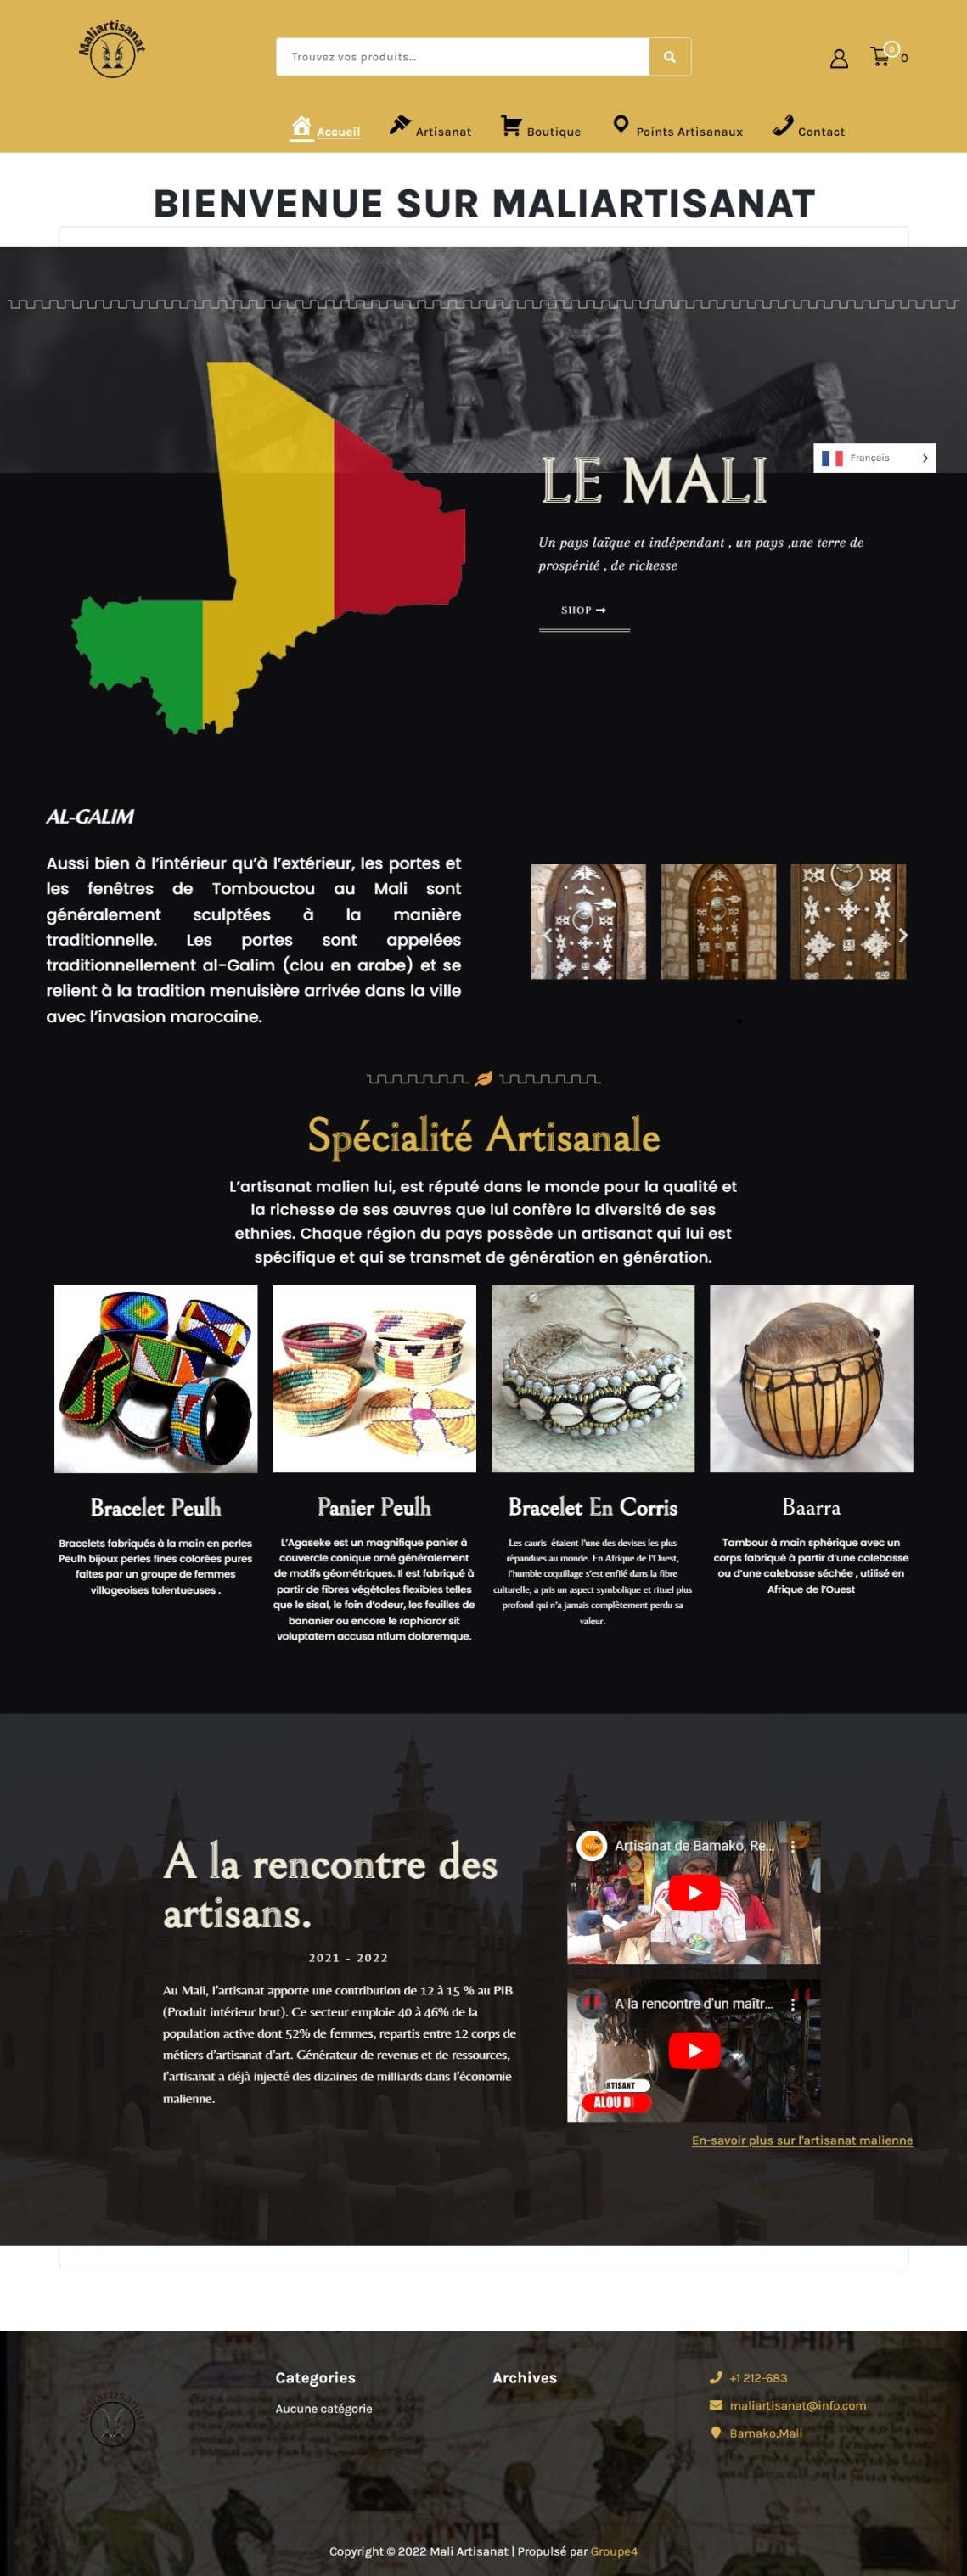 Maliartisanat
Trouvez vos produits...
0
0
Accueil
Artisanat
Boutique
Points Artisanaux
Contact
BIENVENUE SUR MALIARTISANAT
Français
LE MALI
Un pays laïque et indépendant , un pays ,une terre de
prospérité , de richesse
SHOP
AL-GALIM
Aussi bien à l’intérieur qu’à l’extérieur, les portes et
les fenêtres de Tombouctou au Mali sont
généralement sculptées à la manière
traditionnelle. Les portes sont appelées
traditionnellement al-Galim (clou en arabe) et se
relient à la tradition menuisière arrivée dans la ville
avec l’invasion marocaine.
Spécialité Artisanale
L’artisanat malien lui, est réputé dans le monde pour la qualité et
la richesse de ses œuvres que lui confère la diversité de ses
ethnies. Chaque région du pays possède un artisanat qui lui est
spécifique et qui se transmet de génération en génération.
Bracelet Peulh
Bracelets fabriqués à la main en perles
Peulh bijoux perles fines colorées pures
faites par un groupe de femmes
villageoises talentueuses .
Panier Peulh
L’Agaseke est un magnifique panier à
couvercle conique orné généralement
de motifs géométriques. Il est fabriqué à
partir de fibres végétales flexibles telles
que le sisal, le foin d’odeur, les feuilles de
bananier ou encore le raphiaror sit
voluptatem accusa ntium doloremque.
Bracelet En Corris
Les cauris étaient l’une des devises les plus
répandues au monde. En Afrique de l’Ouest,
l’humble coquillage s’est enfilé dans la fibre
culturelle, a pris un aspect symbolique et rituel plus
profond qui n’a jamais complètement perdu sa
valeur.
Baarra
Tambour à main sphérique avec un
corps fabriqué à partir d’une calebasse
ou d’une calebasse séchée , utilisé en
Afrique de l’Ouest
A la rencontre des
artisans.
2021 - 2022
Au Mali, l’artisanat apporte une contribution de 12 à 15 % au PIB
(Produit intérieur brut). Ce secteur emploie 40 à 46% de la
population active dont 52% de femmes, repartis entre 12 corps de
métiers d’artisanat d’art. Générateur de revenus et de ressources,
l’artisanat a déjà injecté des dizaines de milliards dans l’économie
malienne.
Artisanat de Bamako, Re...
A la rencontre d'un maîtr...
ARTISANT
ALOU DI
En-savoir plus sur l'artisanat malienne
Maliartisanat
Categories
Aucune catégorie
Archives
+1 212-683
maliartisanat@info.com
Bamako,Mali
Copyright © 2022 Mali Artisanat | Propulsé par Groupe4